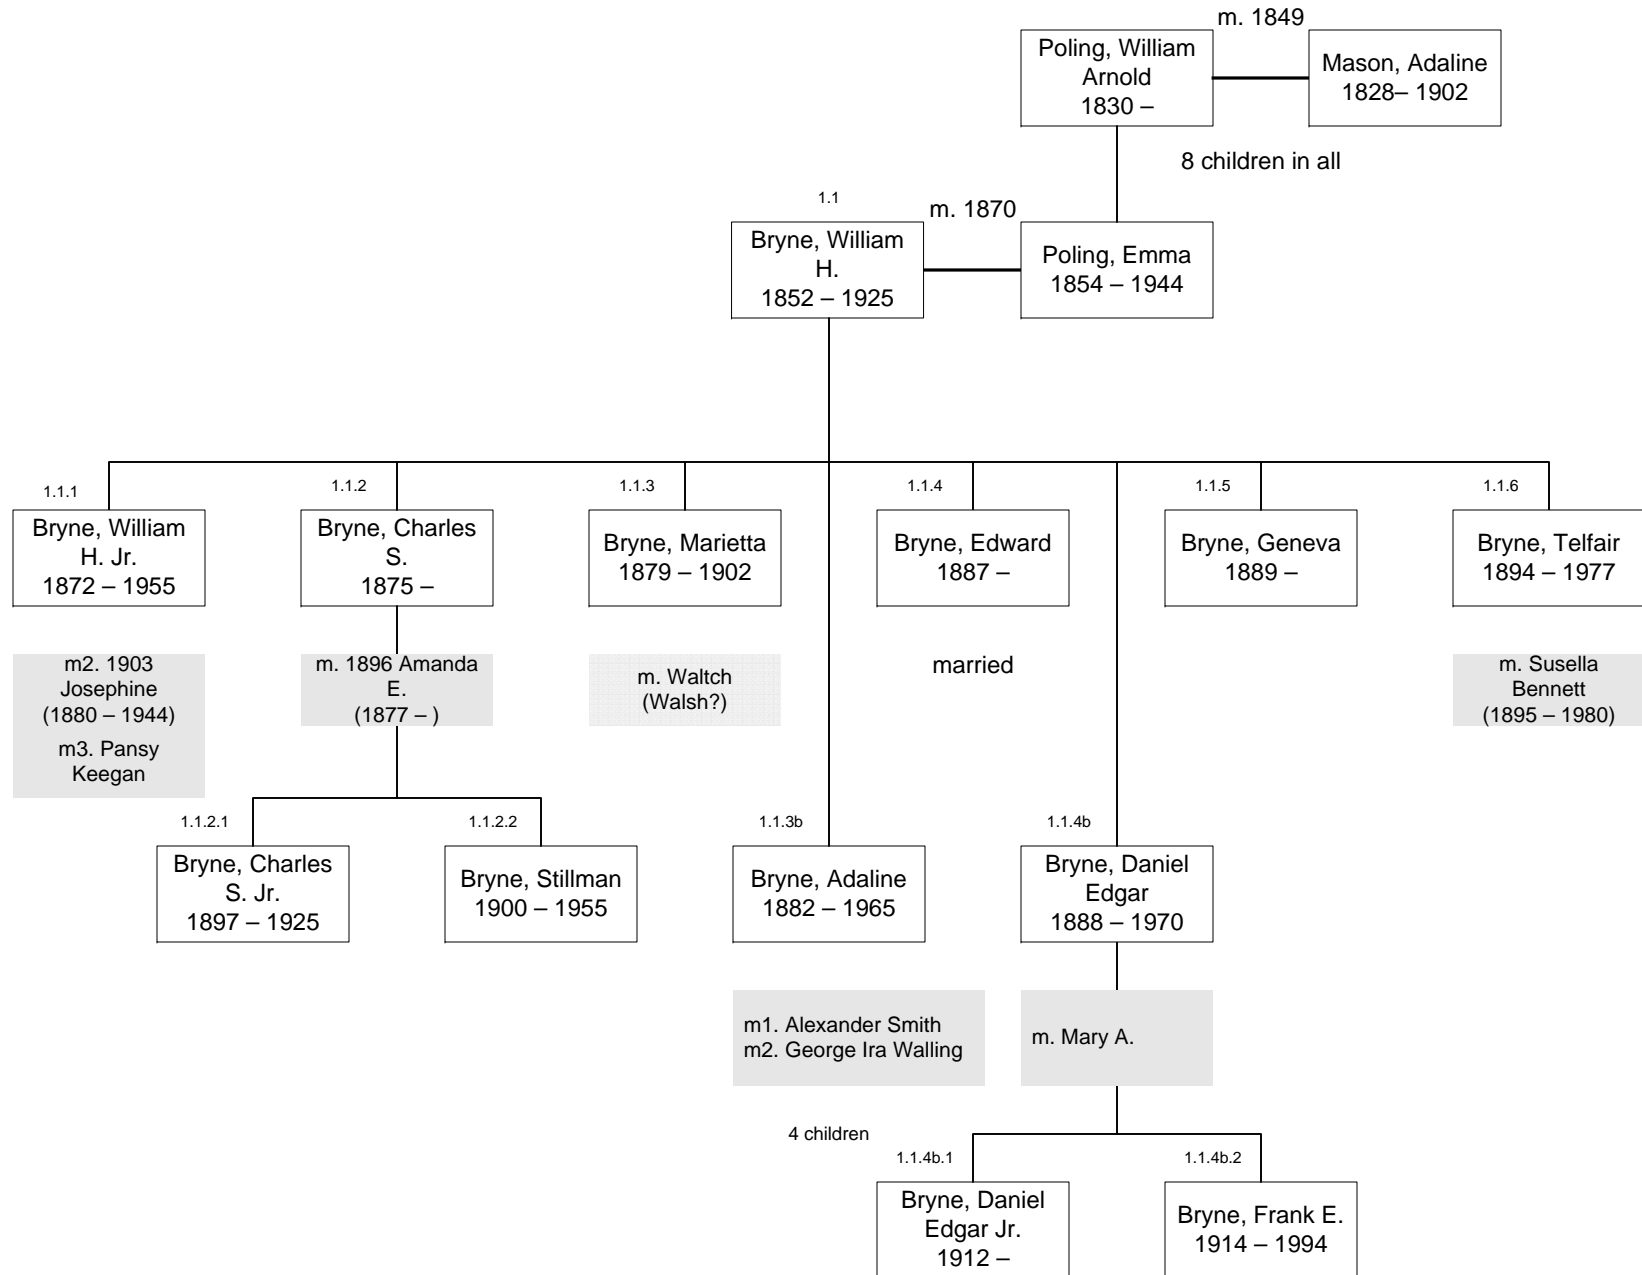 m. 1849
Poling, William
Arnold
1830 –
Mason, Adaline
1828– 1902
8 children in all
1.1
m. 1870
Bryne, William
H.
1852 – 1925
Poling, Emma
1854 – 1944
1.1.1
Bryne, William
H. Jr.
1872 – 1955
1.1.2
Bryne, Charles
S.
1875 –
1.1.3
Bryne, Marietta
1879 – 1902
1.1.4
Bryne, Edward
1887 –
1.1.5
Bryne, Geneva
1889 –
1.1.6
Bryne, Telfair
1894 – 1977
m2. 1903
Josephine
(1880 – 1944)
m3. Pansy
Keegan
m. 1896 Amanda
E.
(1877 – )
m. Waltch
(Walsh?)
married
m. Susella
Bennett
(1895 – 1980)
1.1.2.1
Bryne, Charles
S. Jr.
1897 – 1925
1.1.2.2
Bryne, Stillman
1900 – 1955
1.1.3b
Bryne, Adaline
1882 – 1965
1.1.4b
Bryne, Daniel
Edgar
1888 – 1970
m1. Alexander Smith
m2. George Ira Walling
m. Mary A.
4 children
1.1.4b.1
Bryne, Daniel
Edgar Jr.
1912 –
1.1.4b.2
Bryne, Frank E.
1914 – 1994